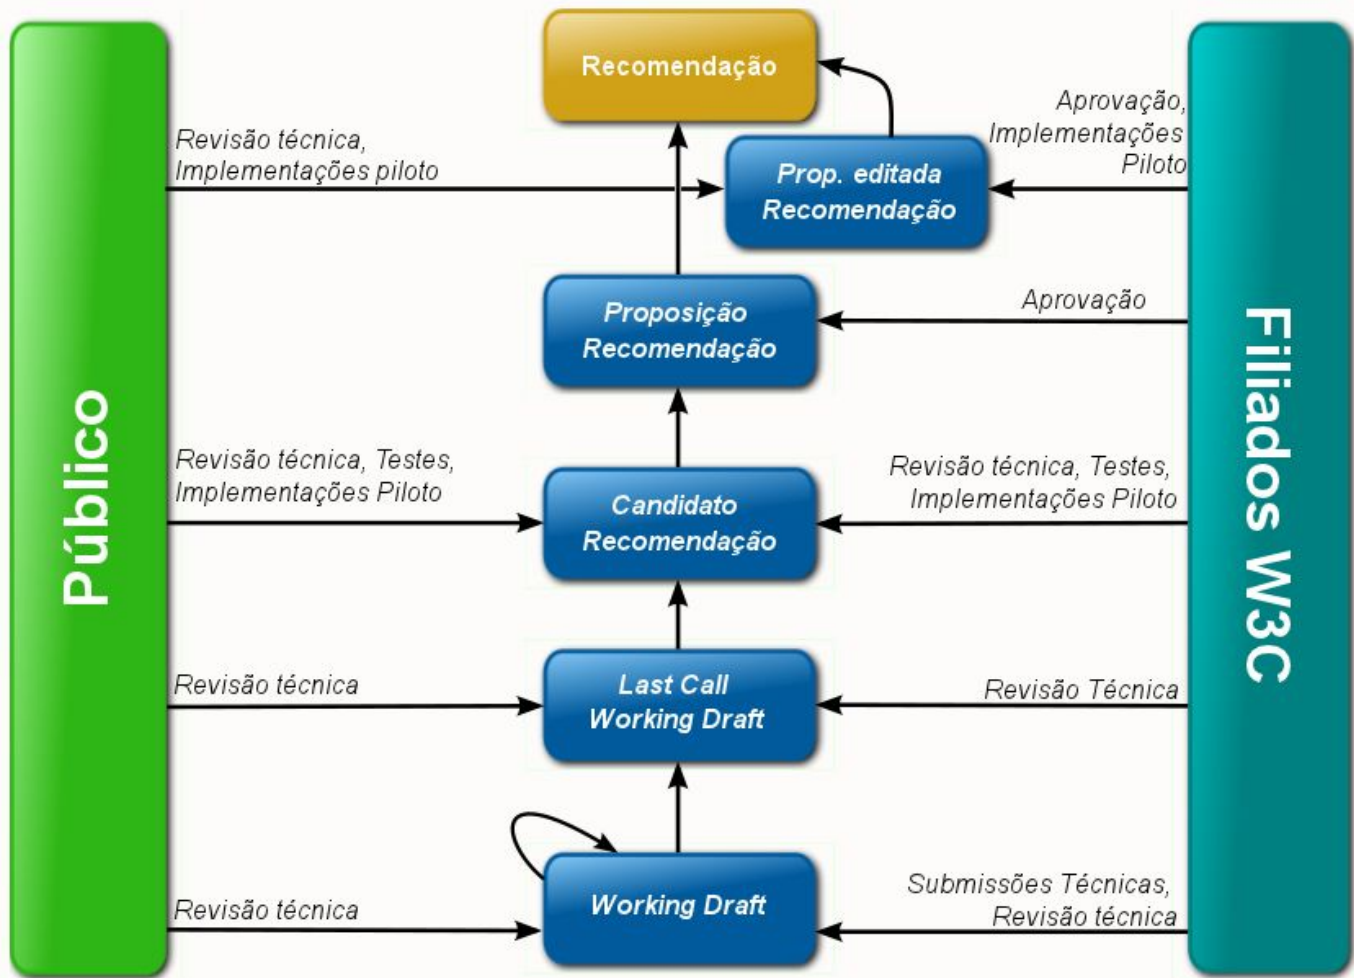 Recomendação
Revisão técnica,
Implementações piloto
Prop. editada
Recomendação
Aprovação,
Implementações
Piloto
Proposição
Recomendação
Aprovação
Público
Filiados W3C
Revisão técnica, Testes,
Implementações Piloto
Candidato
Recomendação
Revisão técnica, Testes,
Implementações Piloto
Revisão técnica
Last Call
Working Draft
Revisão Técnica
Revisão técnica
Working Draft
Submissões Técnicas,
Revisão técnica